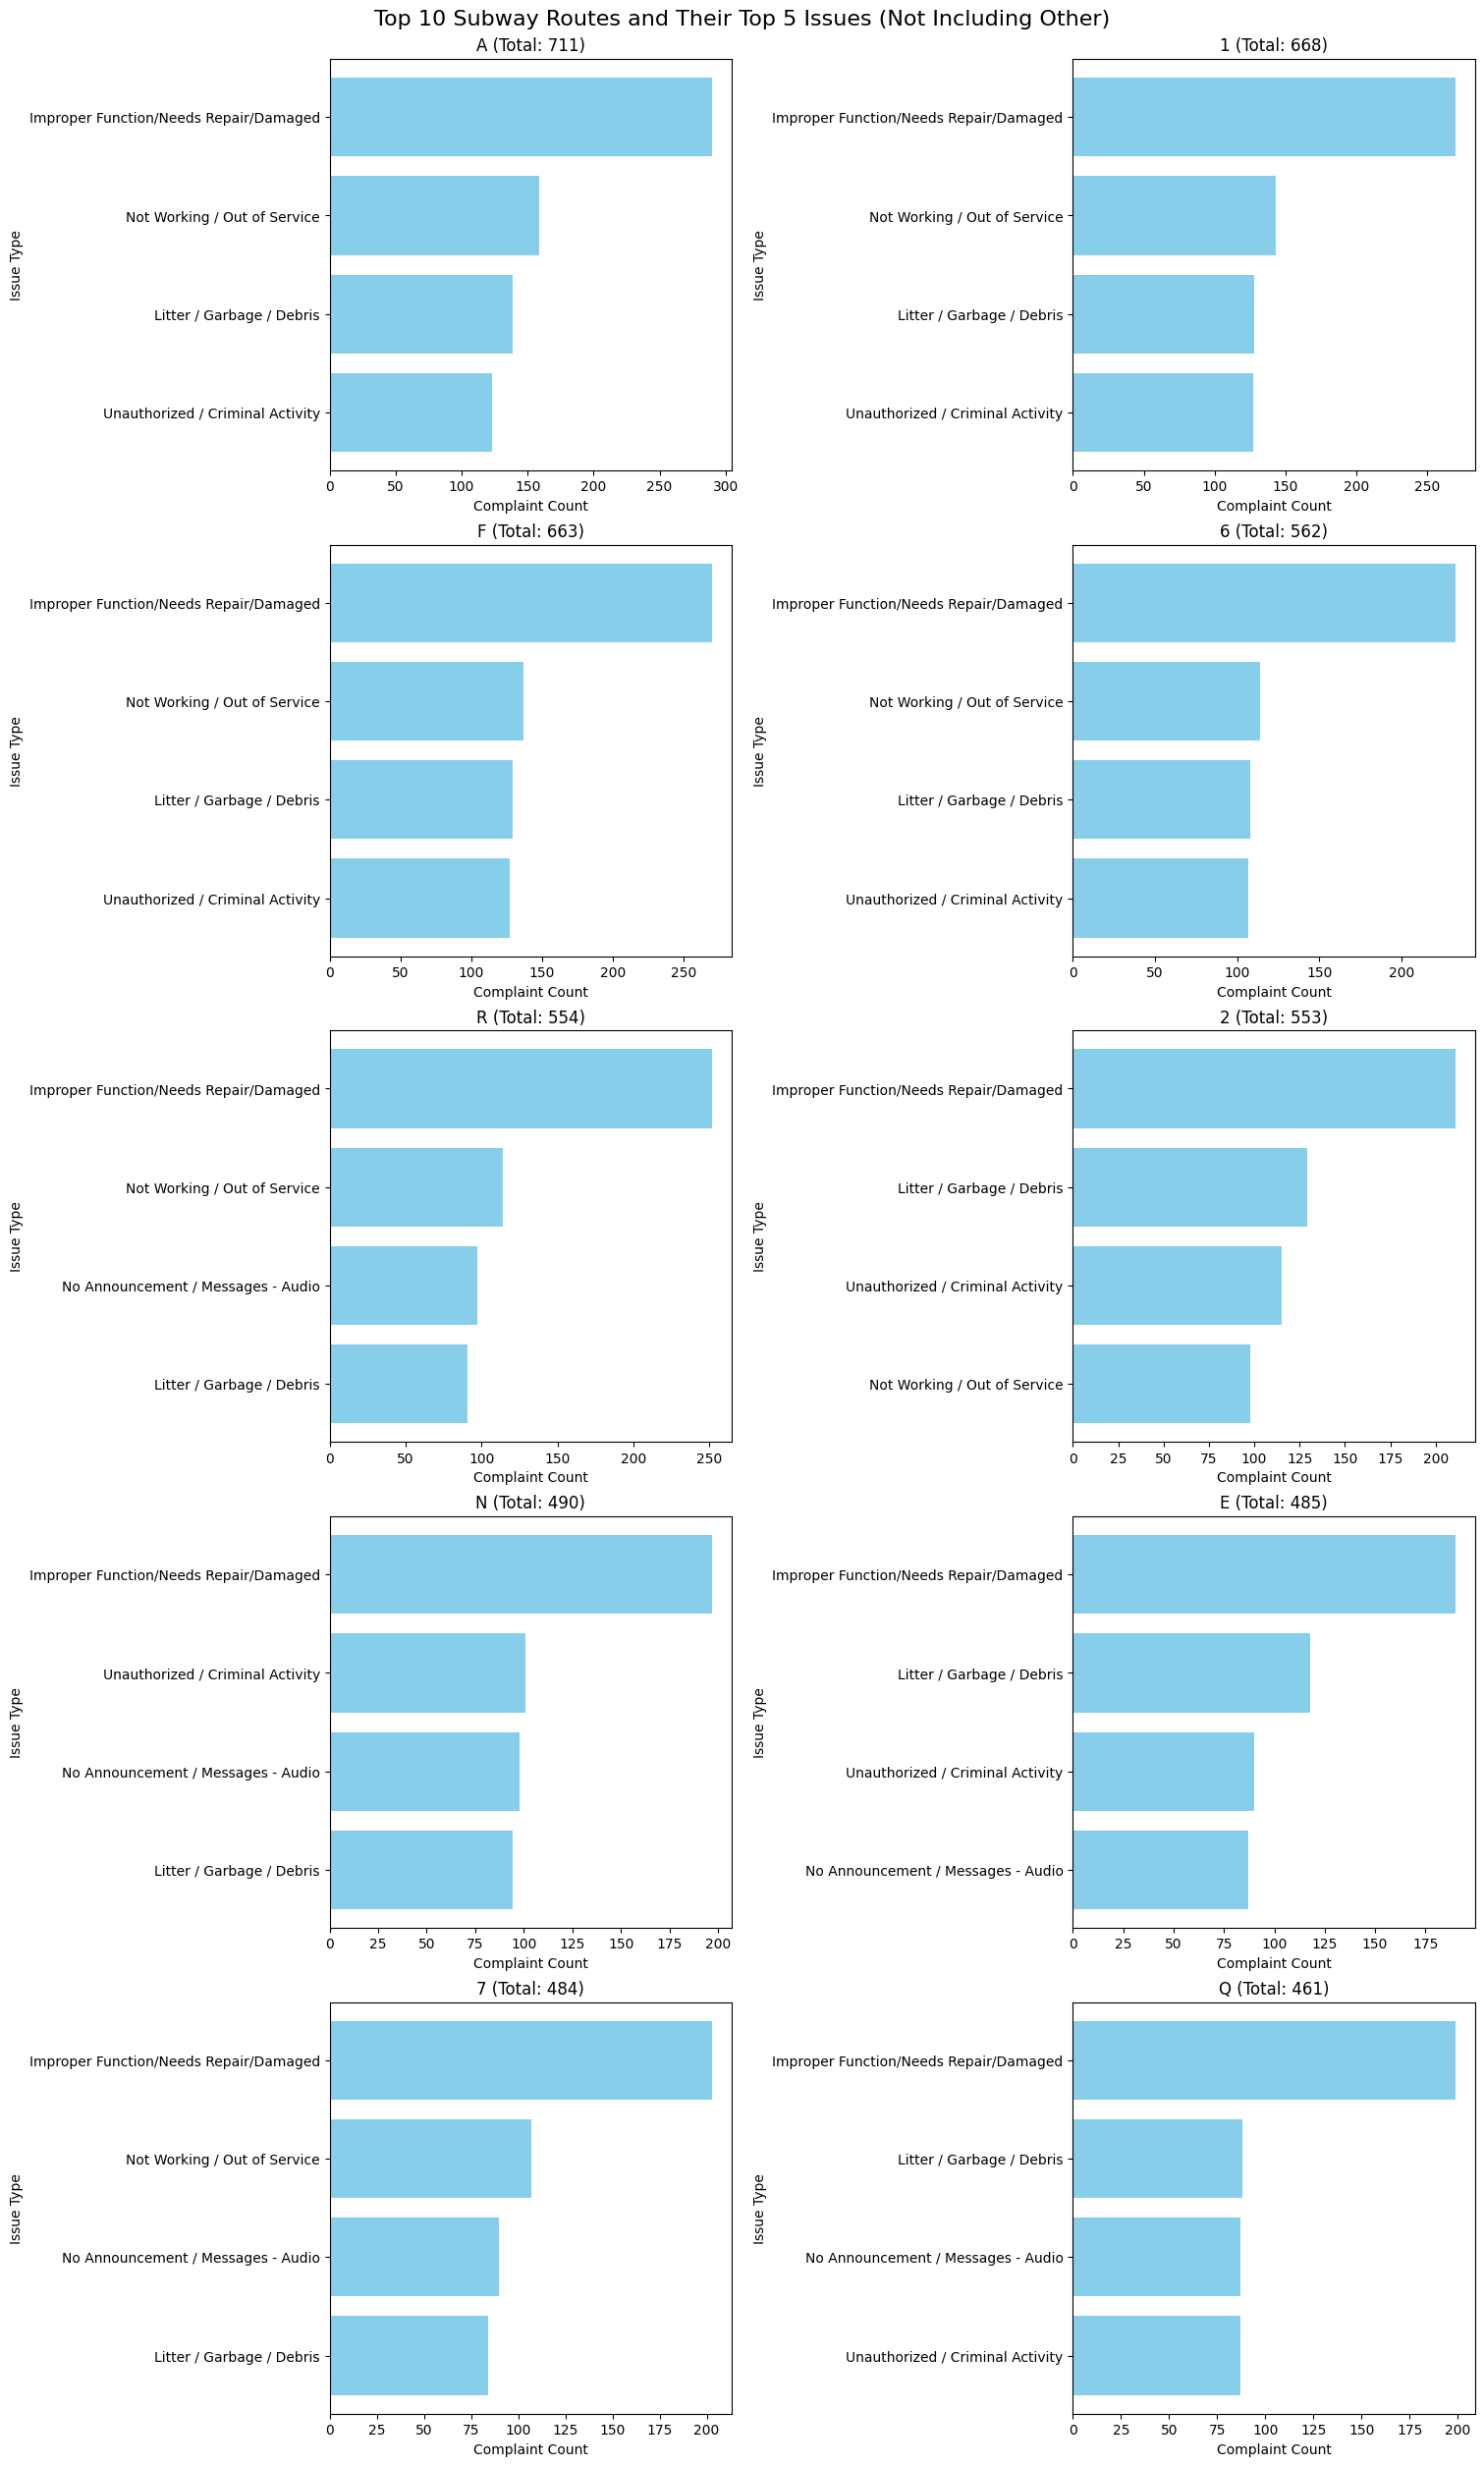 Top 10 Subway Routes and Their Top 5 Issues (Not Including Other)
A (Total: 711)
Issue Type
Improper Function/Needs Repair/Damaged
Not Working / Out of Service
Litter / Garbage / Debris
Unauthorized / Criminal Activity
0 50 100 150 200 250 300
Complaint Count
1 (Total: 668)
Issue Type
Improper Function/Needs Repair/Damaged
Not Working / Out of Service
Litter / Garbage / Debris
Unauthorized / Criminal Activity
0 50 100 150 200 250
Complaint Count
F (Total: 663)
Issue Type
Improper Function/Needs Repair/Damaged
Not Working / Out of Service
Litter / Garbage / Debris
Unauthorized / Criminal Activity
0 50 100 150 200 250
Complaint Count
6 (Total: 562)
Issue Type
Improper Function/Needs Repair/Damaged
Not Working / Out of Service
Litter / Garbage / Debris
Unauthorized / Criminal Activity
0 50 100 150 200
Complaint Count
R (Total: 554)
Issue Type
Improper Function/Needs Repair/Damaged
Not Working / Out of Service
No Announcement / Messages - Audio
Litter / Garbage / Debris
0 50 100 150 200 250
Complaint Count
2 (Total: 553)
Issue Type
Improper Function/Needs Repair/Damaged
Litter / Garbage / Debris
Unauthorized / Criminal Activity
Not Working / Out of Service
0 25 50 75 100 125 150 175 200
Complaint Count
N (Total: 490)
Issue Type
Improper Function/Needs Repair/Damaged
Unauthorized / Criminal Activity
No Announcement / Messages - Audio
Litter / Garbage / Debris
0 25 50 75 100 125 150 175 200
Complaint Count
E (Total: 485)
Issue Type
Improper Function/Needs Repair/Damaged
Litter / Garbage / Debris
Unauthorized / Criminal Activity
No Announcement / Messages - Audio
0 25 50 75 100 125 150 175
Complaint Count
7 (Total: 484)
Issue Type
Improper Function/Needs Repair/Damaged
Not Working / Out of Service
No Announcement / Messages - Audio
Litter / Garbage / Debris
0 25 50 75 100 125 150 175 200
Complaint Count
Q (Total: 461)
Issue Type
Improper Function/Needs Repair/Damaged
Litter / Garbage / Debris
No Announcement / Messages - Audio
Unauthorized / Criminal Activity
0 25 50 75 100 125 150 175 200
Complaint Count